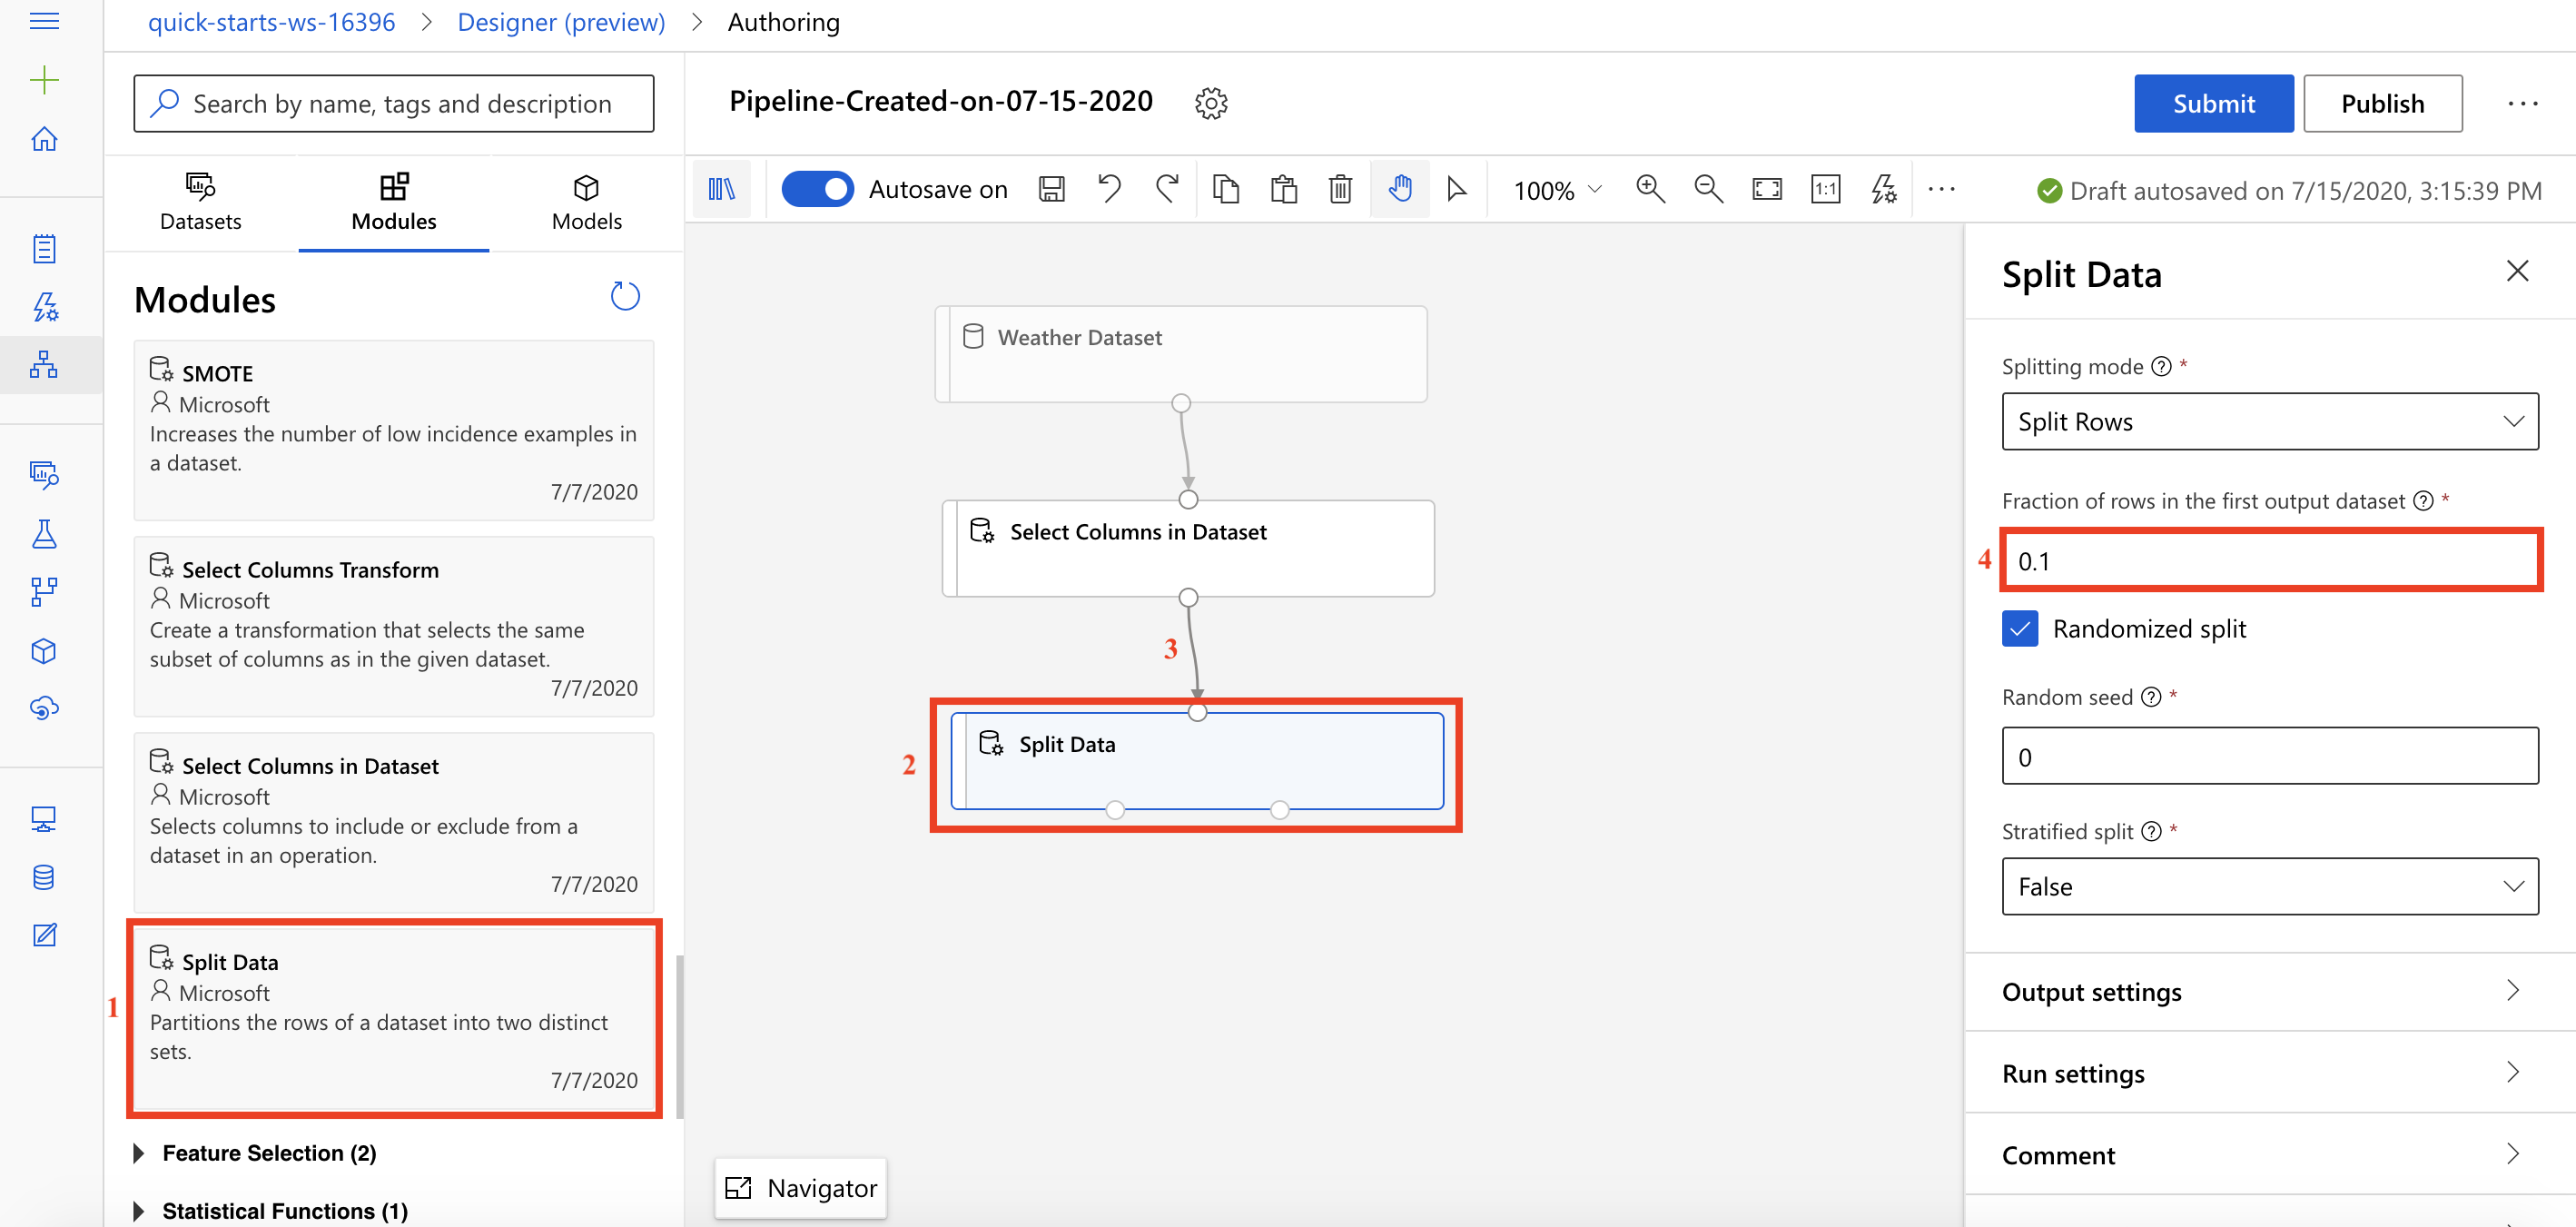 quick-starts-ws-16396 > Designer (preview) > Authoring
Search by name, tags and description
Pipeline-Created-on-07-15-2020
Submit
Publish
Datasets
Modules
Models
Autosave on
100%
1:1
Draft autosaved on 7/15/2020, 3:15:39 PM
Modules
SMOTE
Microsoft
Increases the number of low incidence examples in
a dataset.
7/7/2020
Select Columns Transform
Microsoft
Create a transformation that selects the same
subset of columns as in the given dataset.
7/7/2020
Select Columns in Dataset
Microsoft
Selects columns to include or exclude from a
dataset in an operation.
7/7/2020
1
Split Data
Microsoft
Partitions the rows of a dataset into two distinct
sets.
7/7/2020
Feature Selection (2)
Statistical Functions (1)
Weather Dataset
Select Columns in Dataset
3
2
Split Data
Navigator
Split Data
Splitting mode ? *
Split Rows
Fraction of rows in the first output dataset ? *
4
0.1
Randomized split
Random seed ? *
0
Stratified split ? *
False
Output settings
Run settings
Comment